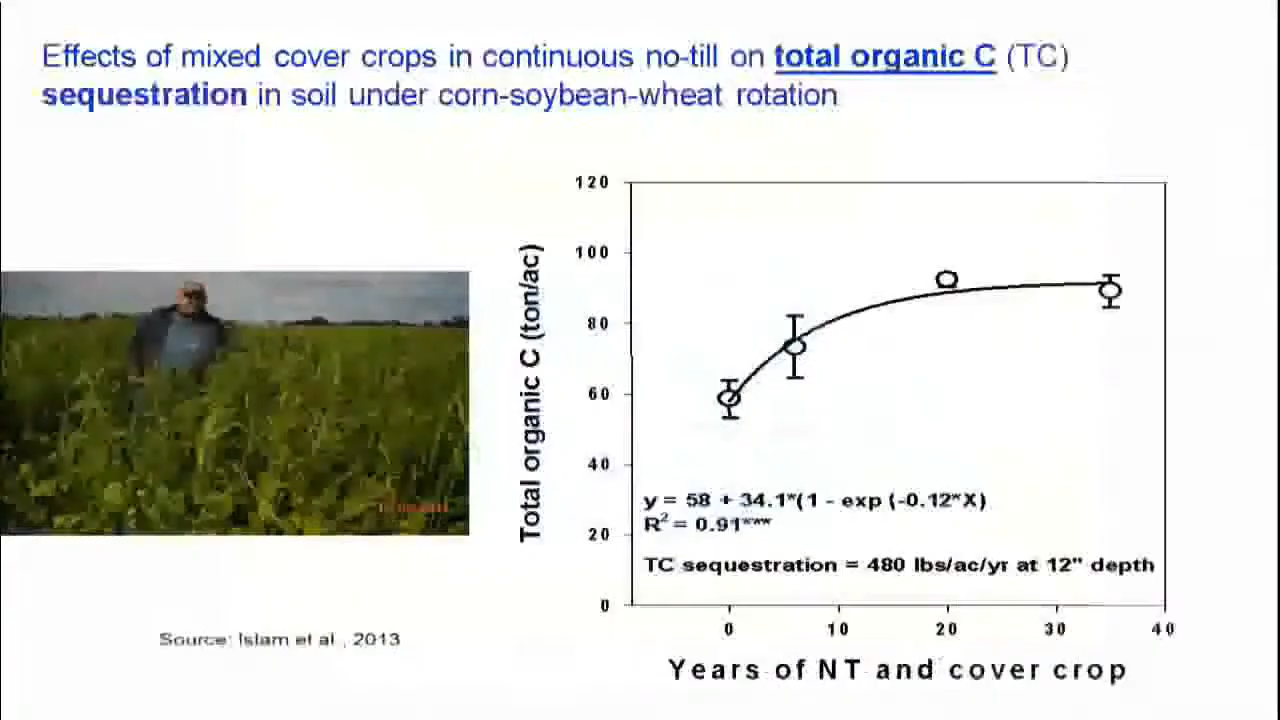 Effects of mixed cover crops in continuous no-till on total organic C (TC)
sequestration in soil under corn-soybean-wheat rotation
120
100
80
60
40
20
0
Total organic C (ton/ac)
y = 58 + 34.1*(1 - exp (-0.12*X)
R² = 0.91***
TC sequestration = 480 lbs/ac/yr at 12" depth
0 10 20 30 40
Years of NT and cover crop
Source: Islam et al., 2013